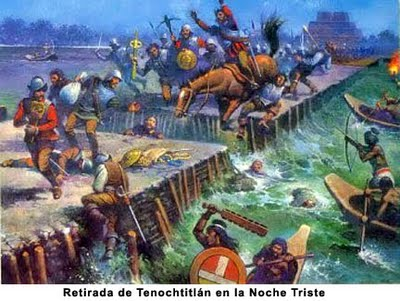 Retirada de Tenochtitlán en la Noche Triste